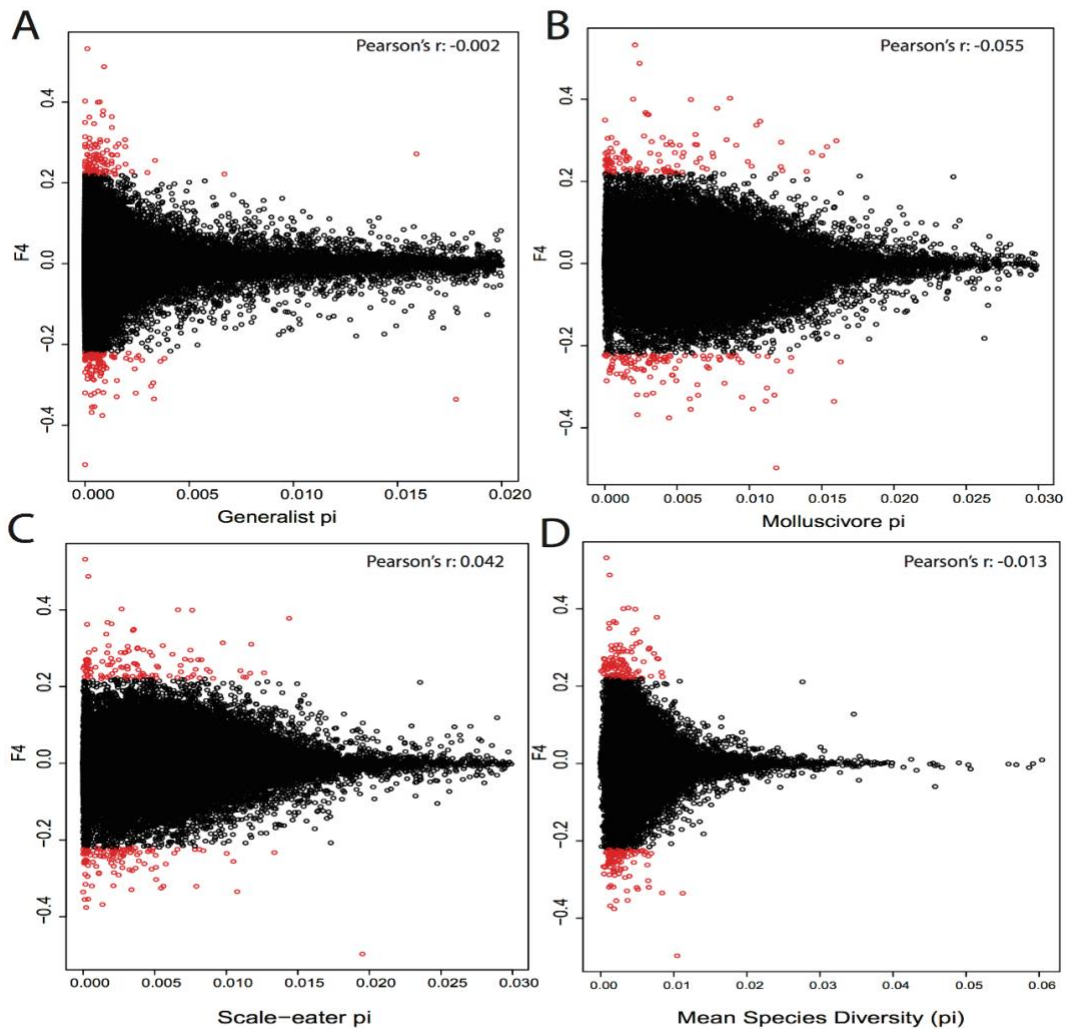 A
Pearson's r: -0.002
F4
0.4
0.2
0.0
−0.2
−0.4
0.000 0.005 0.010 0.015 0.020
Generalist pi
B
Pearson's r: -0.055
F4
0.4
0.2
0.0
−0.2
−0.4
0.000 0.005 0.010 0.015 0.020 0.025 0.030
Molluscivore pi
C
Pearson's r: 0.042
F4
0.4
0.2
0.0
−0.2
−0.4
0.000 0.005 0.010 0.015 0.020 0.025 0.030
Scale−eater pi
D
Pearson's r: -0.013
F4
0.4
0.2
0.0
−0.2
−0.4
0.00 0.01 0.02 0.03 0.04 0.05 0.06
Mean Species Diversity (pi)